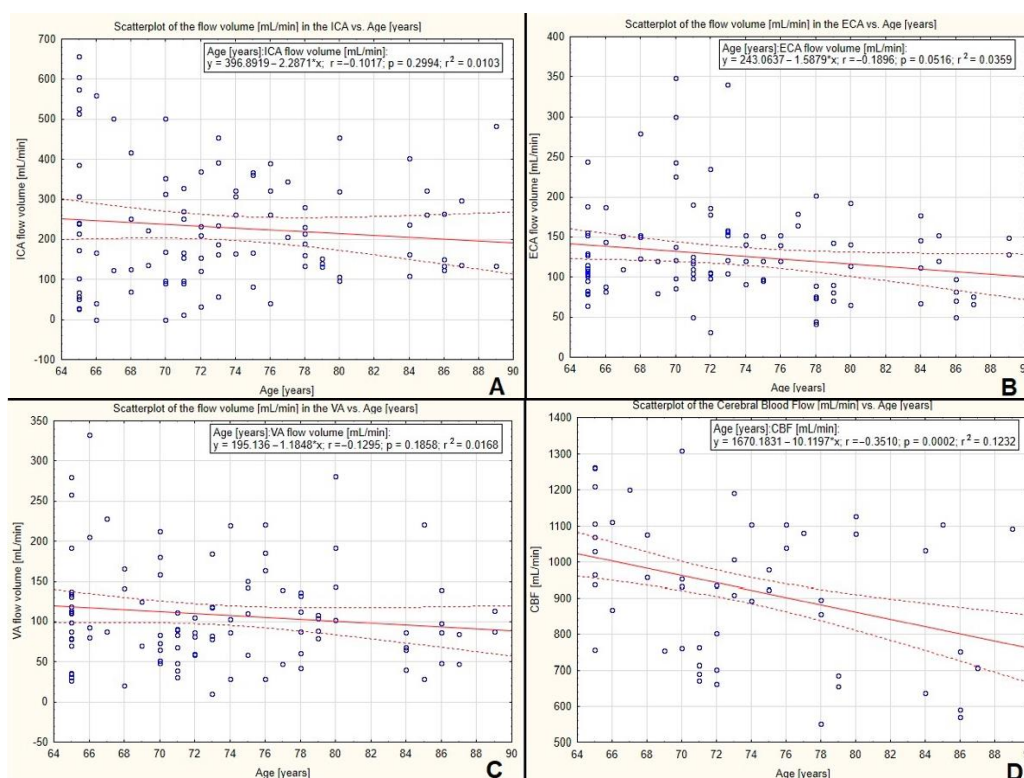 Scatterplot of the flow volume [mL/min] in the ICA vs. Age [years]
Age [years]:ICA flow volume [mL/min]:
y = 396.8919 − 2.2871*x; r = −0.1017; p = 0.2994; r² = 0.0103
ICA flow volume [mL/min]
700
600
500
400
300
200
100
0
-100
64 66 68 70 72 74 76 78 80 82 84 86 88 90
Age [years]
A
Scatterplot of the flow volume [mL/min] in the ECA vs. Age [years]
Age [years]:ECA flow volume [mL/min]:
y = 243.0637 − 1.5879*x; r = −0.1896; p = 0.0516; r² = 0.0359
ECA flow volume [mL/min]
400
350
300
250
200
150
100
50
0
64 66 68 70 72 74 76 78 80 82 84 86 88 9
Age [years]
B
Scatterplot of the flow volume [mL/min] in the VA vs. Age [years]
Age [years]:VA flow volume [mL/min]:
y = 195.136 − 1.1848*x; r = −0.1295; p = 0.1858; r² = 0.0168
VA flow volume [mL/min]
350
300
250
200
150
100
50
0
-50
64 66 68 70 72 74 76 78 80 82 84 86 88 90
Age [years]
C
Scatterplot of the Cerebral Blood Flow [mL/min] vs. Age [years]
Age [years]:CBF [mL/min]:
y = 1670.1831 − 10.1197*x; r = −0.3510; p = 0.0002; r² = 0.1232
CBF [mL/min]
1400
1300
1200
1100
1000
900
800
700
600
500
64 66 68 70 72 74 76 78 80 82 84 86 88
Age [years]
D